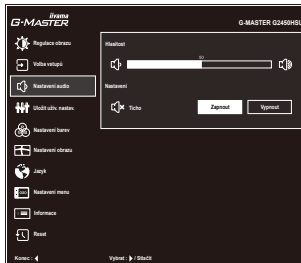 iiyama
G-MASTER
G-MASTER G2450HSU
Regulace obrazu
Volba vstupů
Nastavení audio
Uložit uživ. nastav.
Nastavení barev
Nastavení obrazu
Jazyk
Nastavení menu
Informace
Reset
Hlasitost
50
Nastavení
Ticho
Zapnout
Vypnout
Konec :
Vybrat : / Stlačit